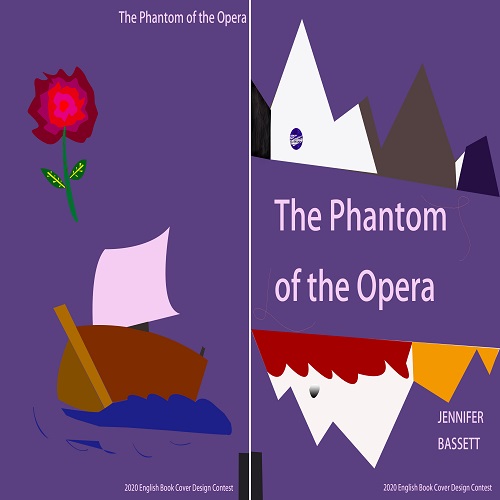 The Phantom of the Opera
2020 English Book Cover Design Contest
The Phantom
of the Opera
JENNIFER
BASSETT
2020 English Book Cover Design Contest